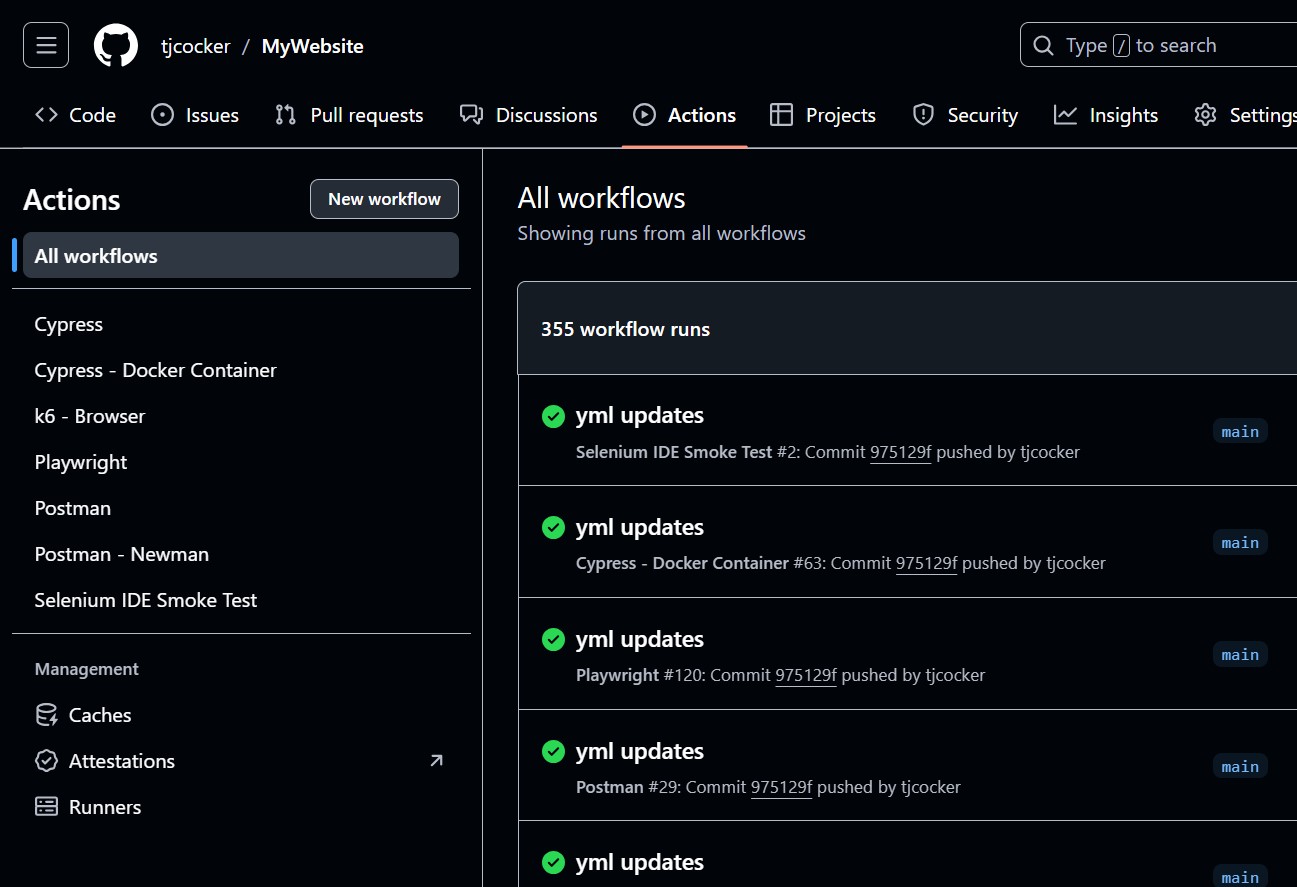 tjcocker / MyWebsite
Type / to search
Code Issues Pull requests Discussions Actions Projects Security Insights Settings
Actions
New workflow
All workflows
Cypress
Cypress - Docker Container
k6 - Browser
Playwright
Postman
Postman - Newman
Selenium IDE Smoke Test
Management
Caches
Attestations
Runners
All workflows
Showing runs from all workflows
355 workflow runs
yml updates
main
Selenium IDE Smoke Test #2: Commit 975129f pushed by tjcocker
yml updates
main
Cypress - Docker Container #63: Commit 975129f pushed by tjcocker
yml updates
main
Playwright #120: Commit 975129f pushed by tjcocker
yml updates
main
Postman #29: Commit 975129f pushed by tjcocker
yml updates
main